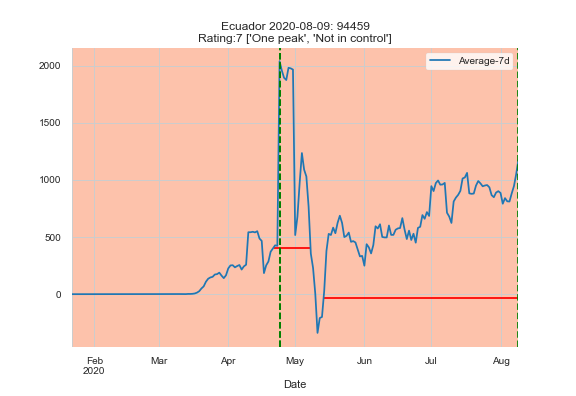 Ecuador 2020-08-09: 94459
Rating:7 ['One peak', 'Not in control']
Average-7d
2000
1500
1000
500
0
Feb
2020
Mar
Apr
May
Jun
Jul
Aug
Date